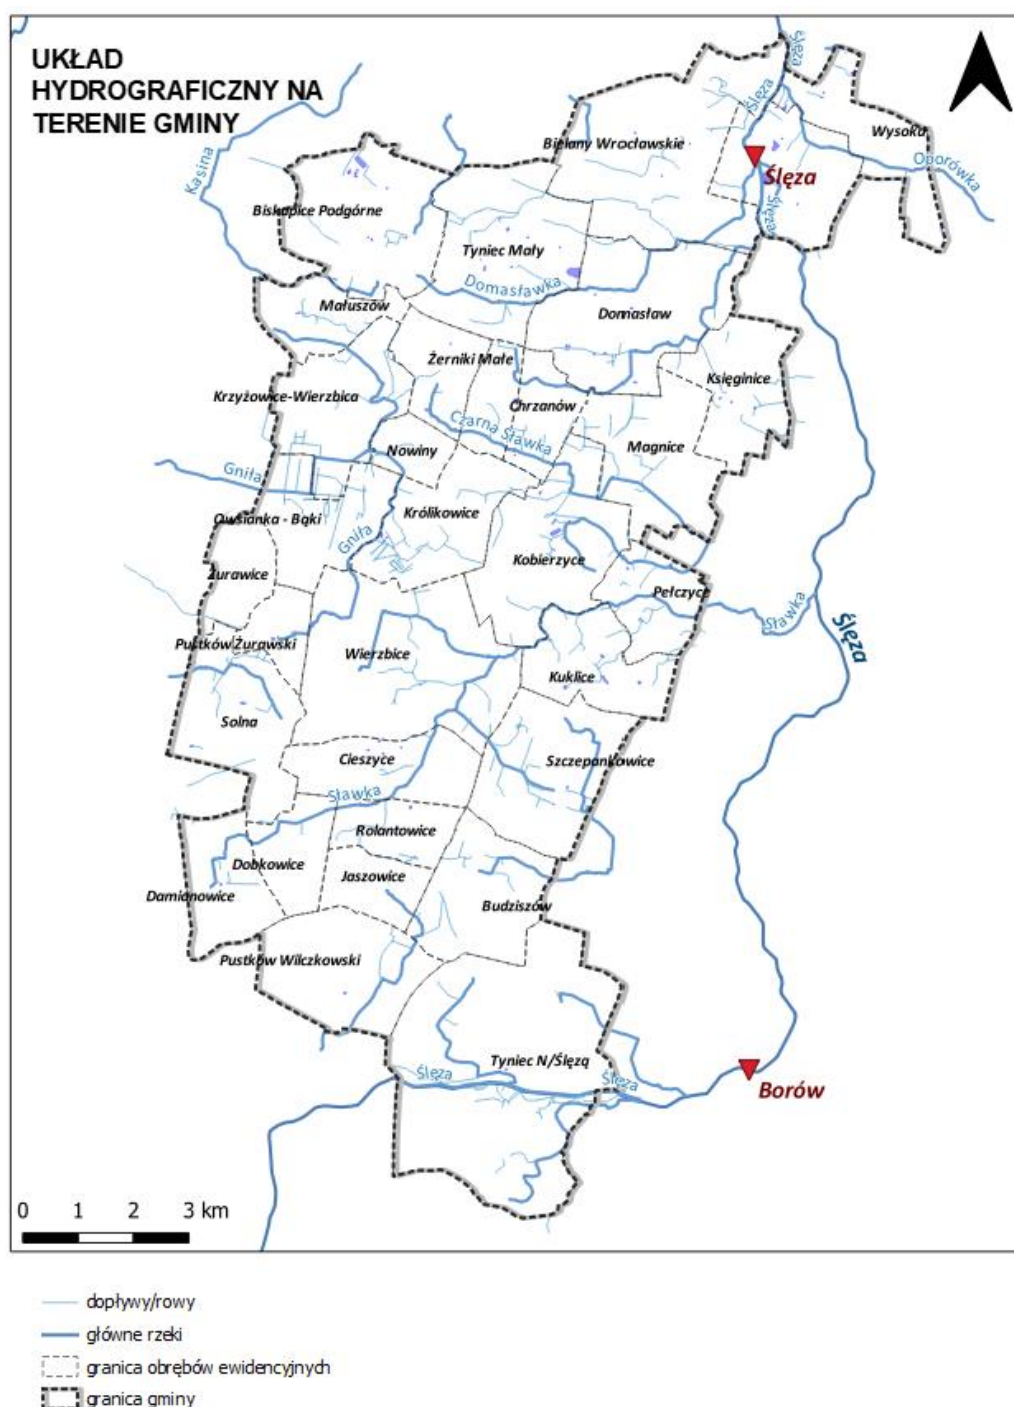 UKŁAD
HYDROGRAFICZNY NA
TERENIE GMINY
Ślęza
Ślęza
Wysoka
Bielany Wrocławskie
Oporówka
Kasina
Ślęza
Ślęza
Biskupice Podgórne
Tyniec Mały
Domasławka
Małuszów
Domasław
Żerniki Małe
Księginice
Krzyżowice-Wierzbica
Chrzanów
Czarna Sławka
Magnice
Nowiny
Gniła
Królikowice
Owsianka - Bąki
Gniła
Kobierzyce
Żurawice
Pełczyce
Sławka
Ślęza
Pustków Żurawski
Wierzbice
Kuklice
Solna
Cieszyce
Szczepankowice
Sławka
Rolantowice
Dobkowice
Jaszowice
Damianowice
Budziszów
Pustków Wilczkowski
Tyniec N/Ślęzą
Ślęza
Ślęza
Borów
0 1 2 3 km
dopływy/rowy
główne rzeki
granica obrębów ewidencyjnych
granica gminy